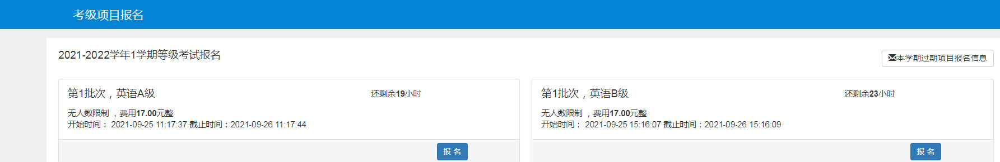 考级项目报名
2021-2022学年1学期等级考试报名
本学期过期项目报名信息
第1批次，英语A级
还剩余19小时
无人数限制 ，费用17.00元整
开始时间： 2021-09-25 11:17:37 截止时间：2021-09-26 11:17:44
报 名
第1批次，英语B级
还剩余23小时
无人数限制 ，费用17.00元整
开始时间： 2021-09-25 15:16:07 截止时间：2021-09-26 15:16:09
报 名